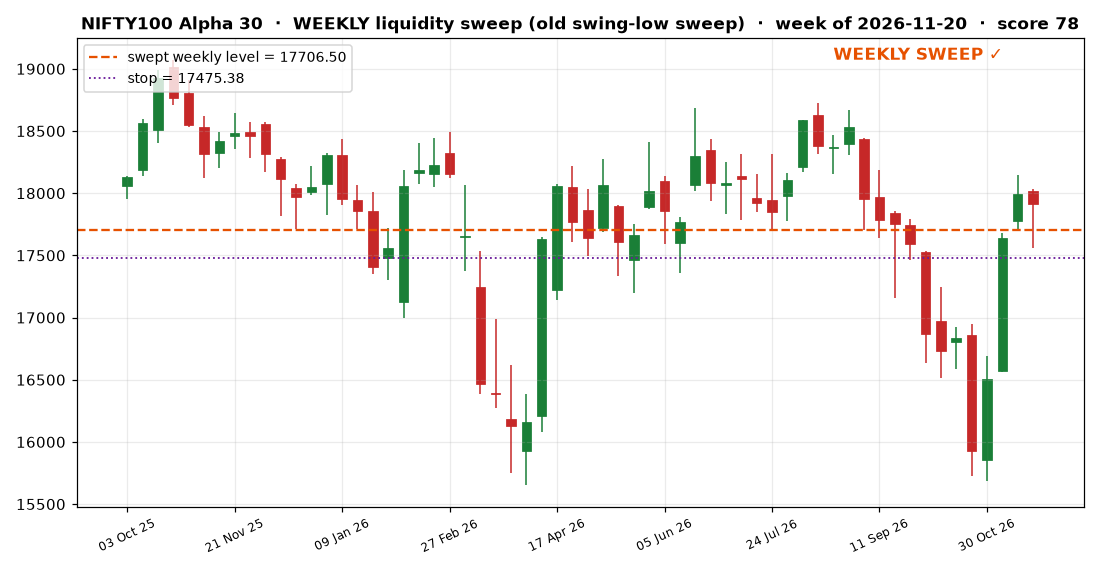 NIFTY100 Alpha 30 · WEEKLY liquidity sweep (old swing-low sweep) · week of 2026-11-20 · score 78
swept weekly level = 17706.50
stop = 17475.38
WEEKLY SWEEP ✓
19000
18500
18000
17500
17000
16500
16000
15500
03 Oct 25
21 Nov 25
09 Jan 26
27 Feb 26
17 Apr 26
05 Jun 26
24 Jul 26
11 Sep 26
30 Oct 26